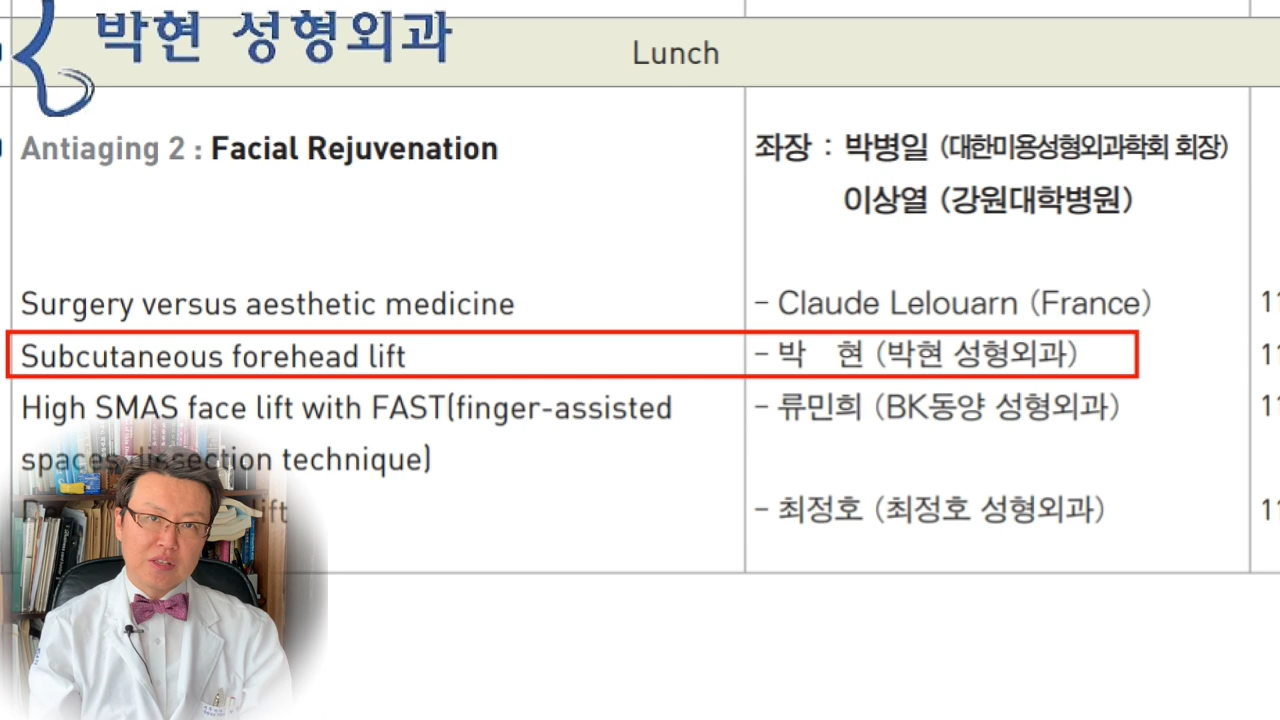 박현 성형외과
Lunch
Antiaging 2 : Facial Rejuvenation
좌장 : 박병일 (대한미용성형외과학회 회장)
이상열 (강원대학병원)
Surgery versus aesthetic medicine
- Claude Lelouarn (France)
Subcutaneous forehead lift
- 박 현 (박현 성형외과)
High SMAS face lift with FAST(finger-assisted
- 류민희 (BK동양 성형외과)
spaces dissection technique)
lift
- 최정호 (최정호 성형외과)